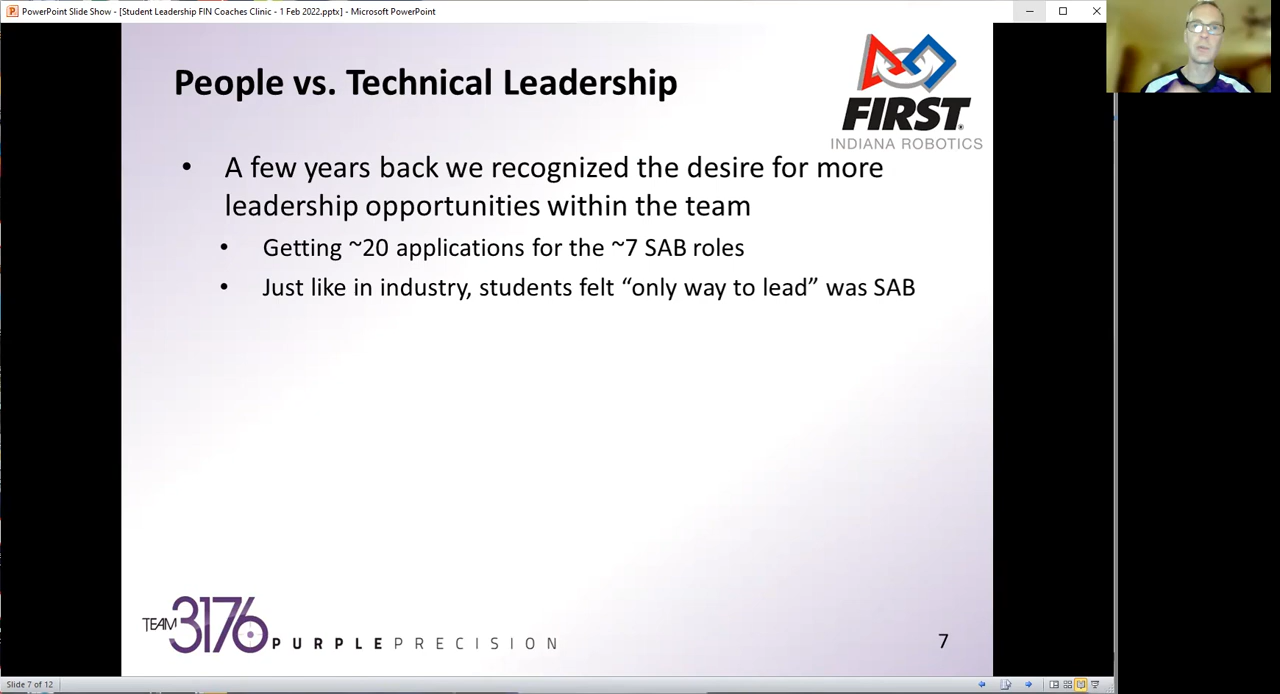 PowerPoint Slide Show - [Student Leadership FIN Coaches Clinic - 1 Feb 2022.pptx] - Microsoft PowerPoint
People vs. Technical Leadership
FIRST®
INDIANA ROBOTICS
• A few years back we recognized the desire for more
leadership opportunities within the team
• Getting ~20 applications for the ~7 SAB roles
• Just like in industry, students felt “only way to lead” was SAB
TEAM 3176 PURPLE PRECISION
7
Slide 7 of 12